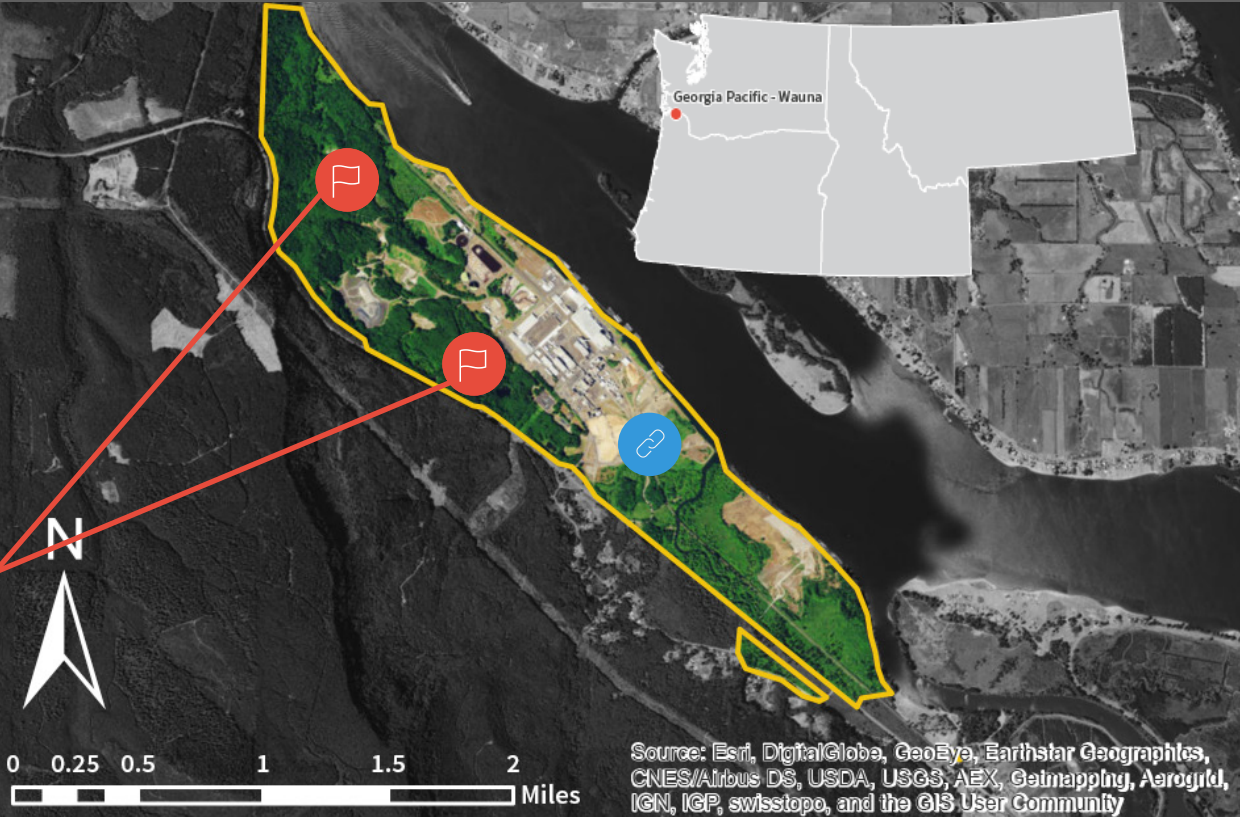 Georgia Pacific - Wauna
N
0 0.25 0.5 1 1.5 2
Miles
Source: Esri, DigitalGlobe, GeoEye, Earthstar Geographics,
CNES/Airbus DS, USDA, USGS, AEX, Getmapping, Aerogrid,
IGN, IGP, swisstopo, and the GIS User Community